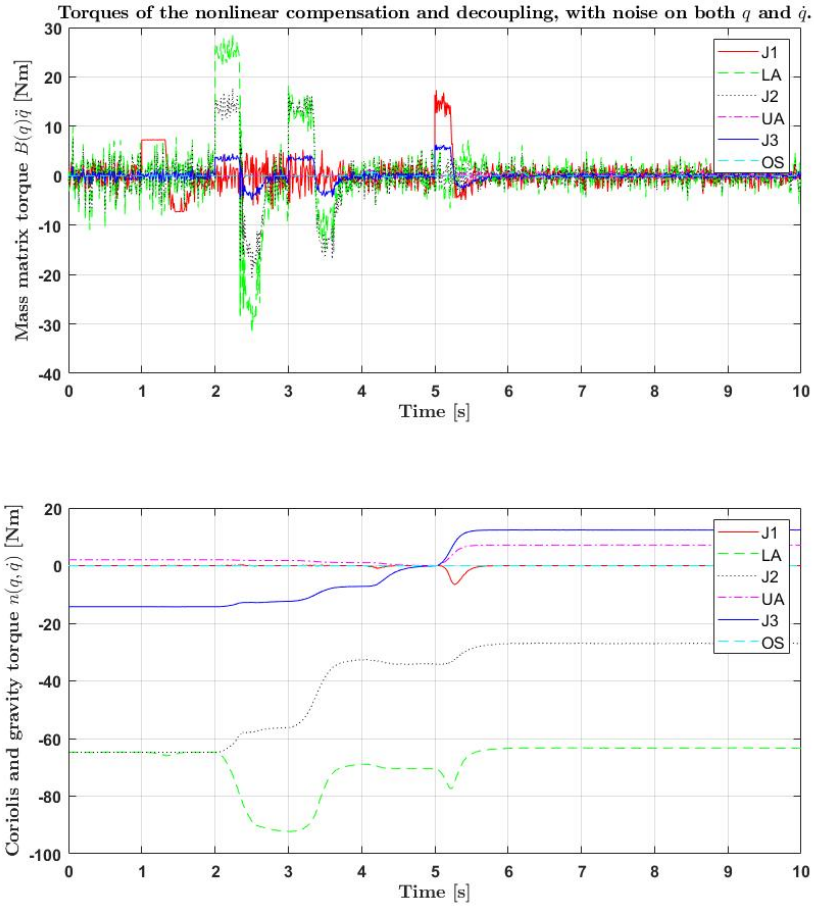 Torques of the nonlinear compensation and decoupling, with noise on both q and q̇.
Mass matrix torque B(q)q̈ [Nm]
30
20
10
0
-10
-20
-30
-40
0 1 2 3 4 5 6 7 8 9 10
Time [s]
J1
LA
J2
UA
J3
OS
Coriolis and gravity torque n(q, q̇) [Nm]
20
0
-20
-40
-60
-80
-100
0 1 2 3 4 5 6 7 8 9 10
Time [s]
J1
LA
J2
UA
J3
OS